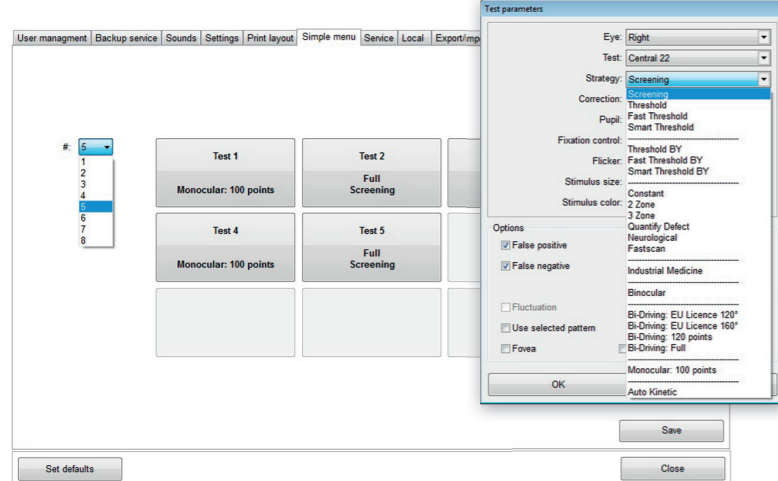 Test parameters
User managment Backup service Sounds Settings Print layout Simple menu Service Local Export/imp
#: 5
1
2
3
4
5
6
7
8
Test 1
Monocular: 100 points
Test 2
Full
Screening
Test 4
Monocular: 100 points
Test 5
Full
Screening
Eye: Right
Test: Central 22
Strategy: Screening
Correction:
Pupil:
Fixation control:
Flicker:
Stimulus size:
Stimulus color:
Screening
Threshold
Fast Threshold
Smart Threshold
Threshold BY
Fast Threshold BY
Smart Threshold BY
Constant
2 Zone
3 Zone
Quantify Defect
Neurological
Fastscan
Industrial Medicine
Binocular
Bi-Driving: EU Licence 120°
Bi-Driving: EU Licence 160°
Bi-Driving: 120 points
Bi-Driving: Full
Monocular: 100 points
Auto Kinetic
Options
False positive
False negative
Fluctuation
Use selected pattern
Fovea
OK
Save
Set defaults
Close